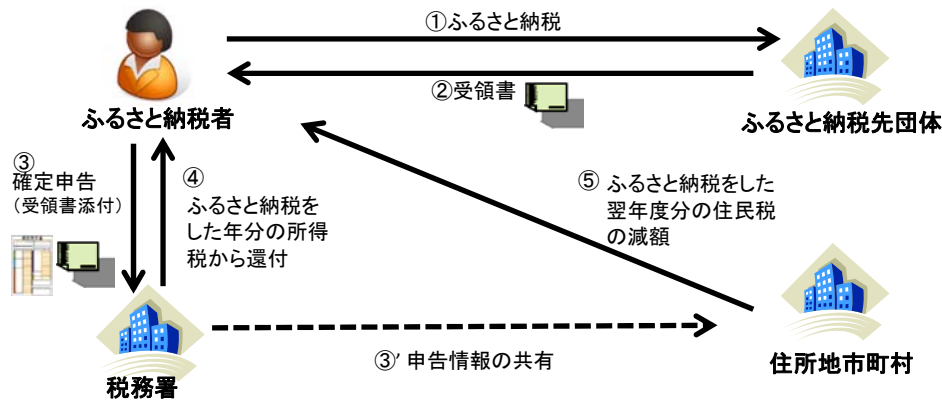 ①ふるさと納税
②受領書
ふるさと納税者
ふるさと納税先団体
③
確定申告
（受領書添付）
④
ふるさと納税を
した年分の所得
税から還付
⑤ ふるさと納税をした
翌年度分の住民税
の減額
③’ 申告情報の共有
税務署
住所地市町村